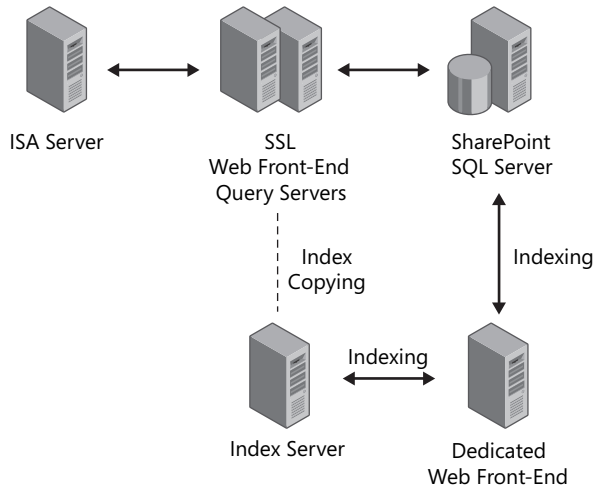 ISA Server
SSL
Web Front-End
Query Servers
SharePoint
SQL Server
Index
Copying
Indexing
Indexing
Index Server
Dedicated
Web Front-End